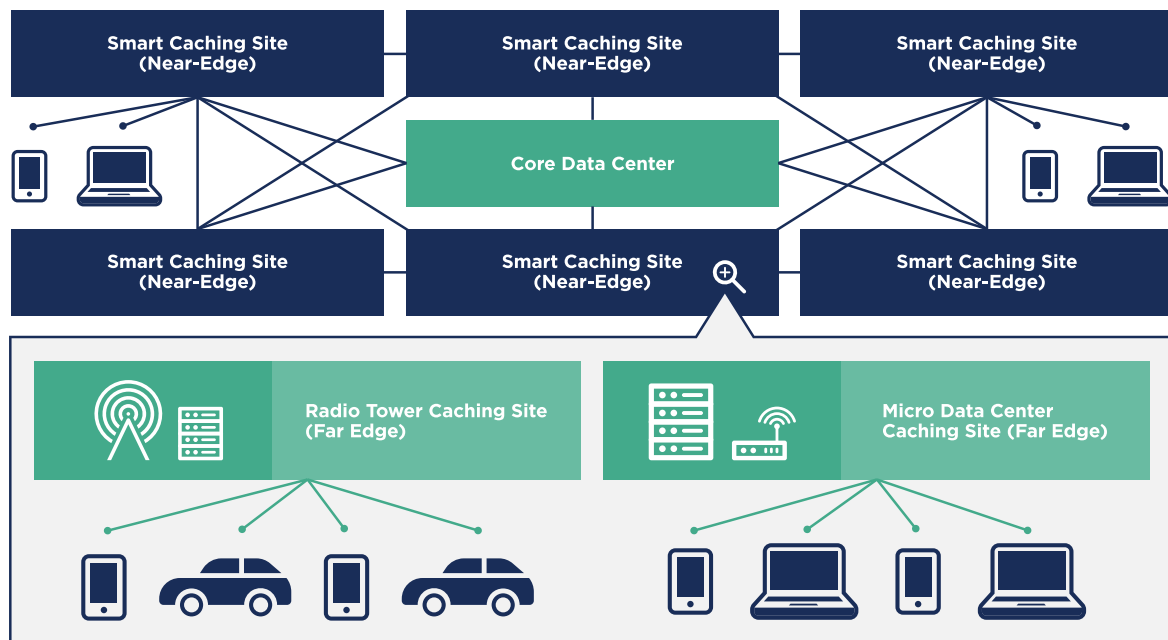 Smart Caching Site
(Near-Edge)
Smart Caching Site
(Near-Edge)
Smart Caching Site
(Near-Edge)
Core Data Center
Smart Caching Site
(Near-Edge)
Smart Caching Site
(Near-Edge)
Smart Caching Site
(Near-Edge)
Radio Tower Caching Site
(Far Edge)
Micro Data Center
Caching Site (Far Edge)